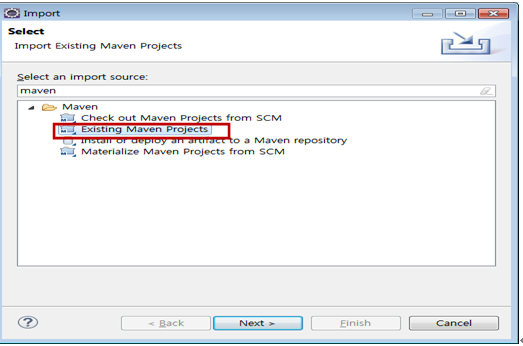 Import
Select
Import Existing Maven Projects
Select an import source:
maven
Maven
Check out Maven Projects from SCM
Existing Maven Projects
Install or deploy an artifact to a Maven repository
Materialize Maven Projects from SCM
? < Back Next > Finish Cancel